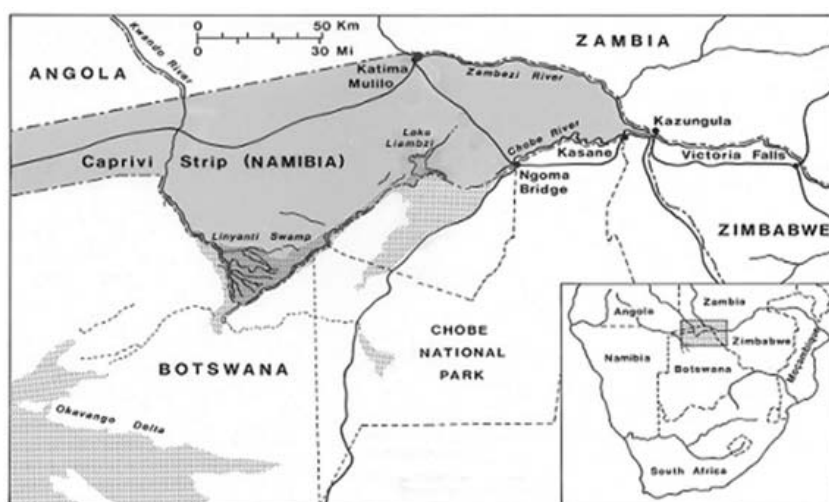 0 50 Km
0 30 Mi
ZAMBIA
ANGOLA
Kwando River
Katima
Mulilo
Zambezi River
Kazungula
Lake
Liambzi
Chobe River
Kasane
Victoria Falls
Caprivi Strip (NAMIBIA)
Ngoma
Bridge
Linyanti Swamp
ZIMBABWE
CHOBE
NATIONAL
PARK
BOTSWANA
Okavango Delta
Zambia
Angola
Zimbabwe
Namibia
Botswana
Mozambique
South Africa